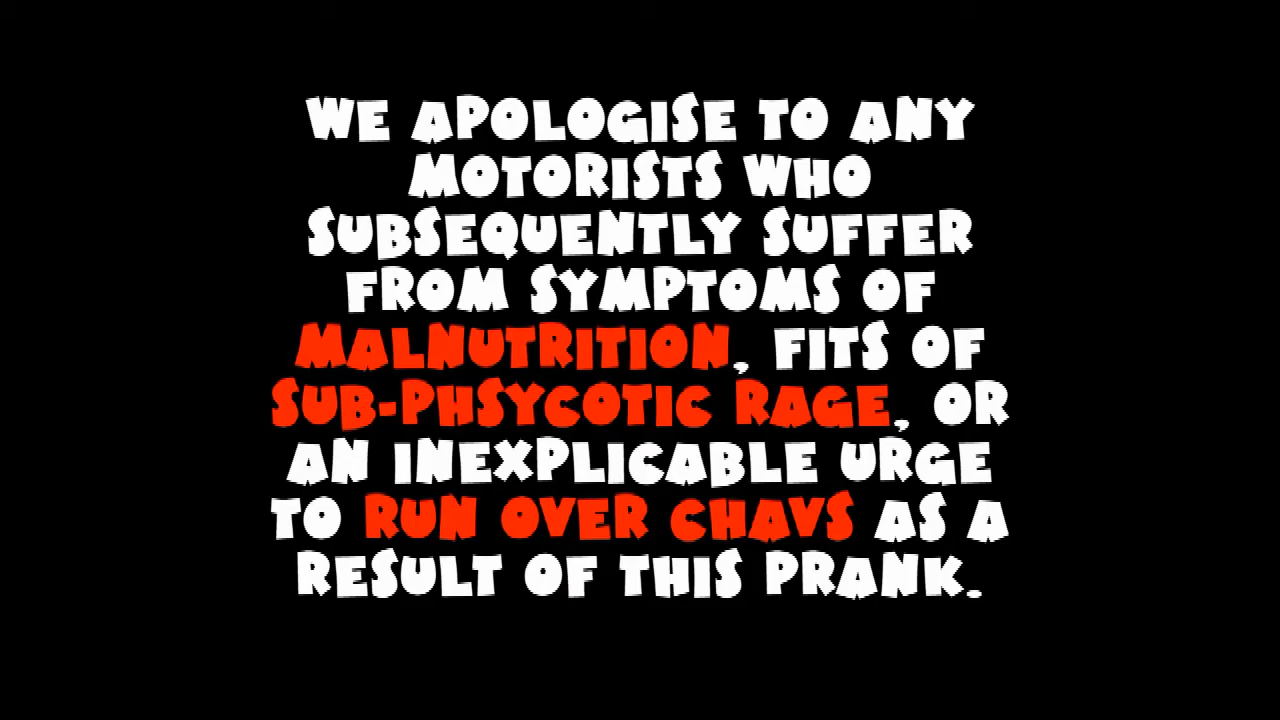 WE APOLOGISE TO ANY
MOTORISTS WHO
SUBSEQUENTLY SUFFER
FROM SYMPTOMS OF
MALNUTRITION, FITS OF
SUB-PHSYCOTIC RAGE, OR
AN INEXPLICABLE URGE
TO RUN OVER CHAVS AS A
RESULT OF THIS PRANK.